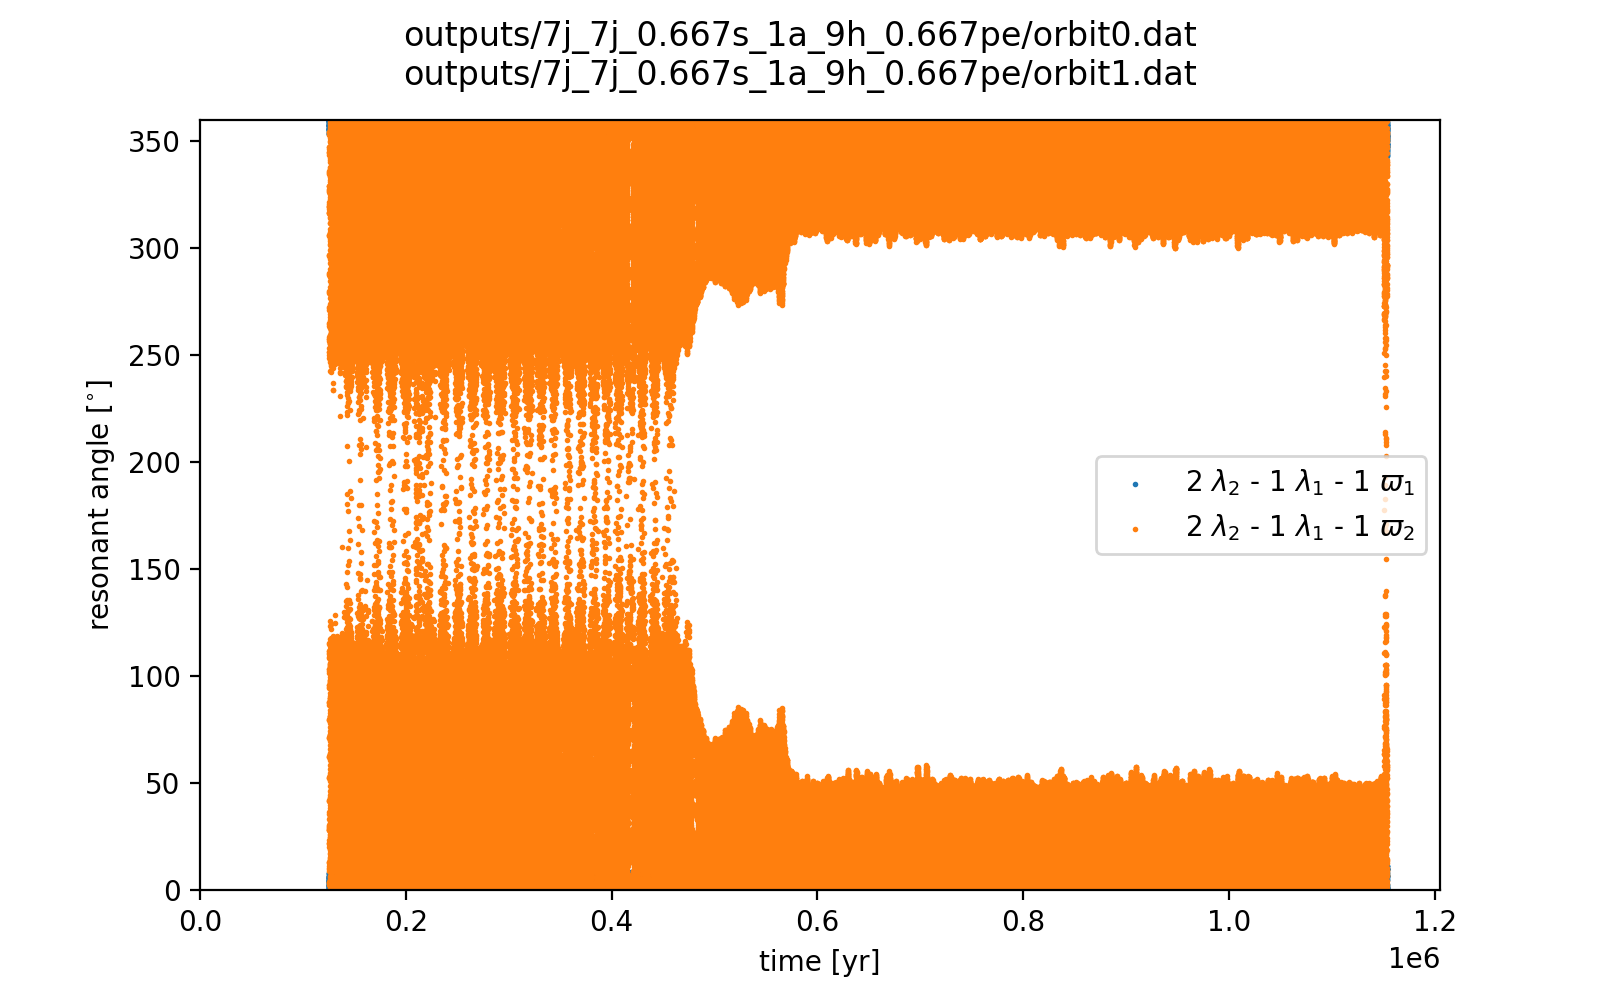 outputs/7j_7j_0.667s_1a_9h_0.667pe/orbit0.dat
outputs/7j_7j_0.667s_1a_9h_0.667pe/orbit1.dat
350
300
250
200
150
100
50
0
resonant angle [°]
2 λ₂ - 1 λ₁ - 1 ϖ₁
2 λ₂ - 1 λ₁ - 1 ϖ₂
0.0 0.2 0.4 0.6 0.8 1.0 1.2
time [yr]
1e6